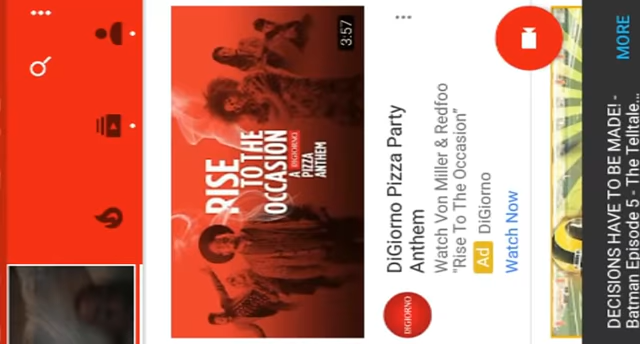 3:57
RISE
TO THE
OCCASION
A DIGIORNO
PIZZA
ANTHEM
DIGIORNO
DiGiorno Pizza Party
Anthem
Watch Von Miller & Redfoo
"Rise To The Occasion"
Ad DiGiorno
Watch Now
DECISIONS HAVE TO BE MADE! -
Batman Episode 5 - The Telltale...
MORE